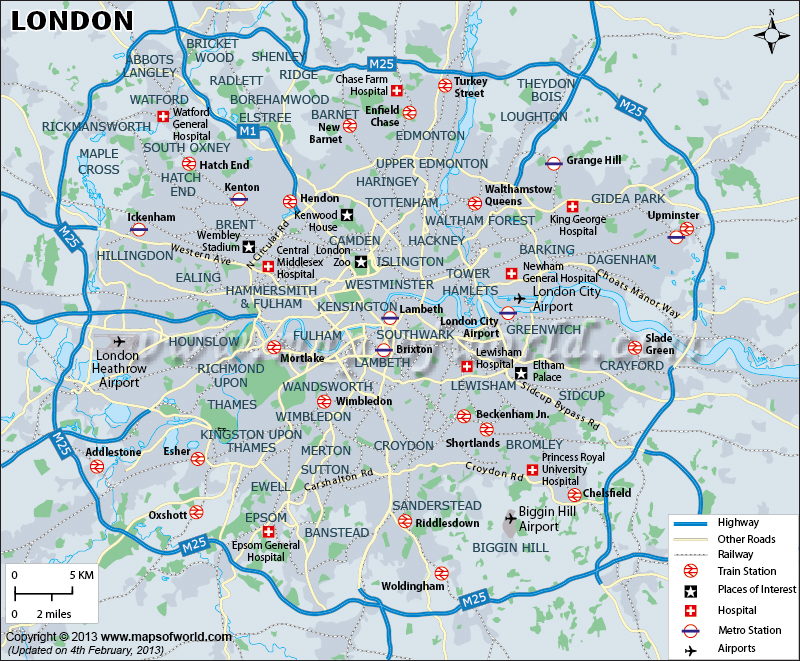 LONDON
N
BRICKET
WOOD
ABBOTS
LANGLEY
SHENLEY
M25
RIDGE
RADLETT
Chase Farm
Hospital
Turkey
Street
THEYDON
BOIS
M25
WATFORD
BOREHAMWOOD
ELSTREE
Watford
General
Hospital
BARNET
New
Barnet
Enfield
Chase
LOUGHTON
RICKMANSWORTH
M1
EDMONTON
SOUTH OXNEY
MAPLE
CROSS
Hatch End
HATCH
END
UPPER EDMONTON
Grange Hill
Kenton
HARINGEY
Hendon
TOTTENHAM
Walthamstow
Queens
GIDEA PARK
Ickenham
Kenwood
House
WALTHAM FOREST
King George
Hospital
Upminster
BRENT
M25
Wembley
Stadium
N Circular Rd
CAMDEN
HACKNEY
BARKING
Western Ave
HILLINGDON
Central
Middlesex
Hospital
London
Zoo
ISLINGTON
DAGENHAM
EALING
TOWER
HAMLETS
Newham
General Hospital
Choats Manor Way
HAMMERSMITH
& FULHAM
WESTMINSTER
London City
Airport
KENSINGTON
Lambeth
London City
Airport
GREENWICH
HOUNSLOW
FULHAM
SOUTHWARK
Slade
Green
London
Heathrow
Airport
Mortlake
Brixton
LAMBETH
Lewisham
Hospital
Eltham
Palace
CRAYFORD
RICHMOND
UPON
THAMES
WANDSWORTH
LEWISHAM
Sidcup Bypass Rd
SIDCUP
Wimbledon
WIMBLEDON
Beckenham Jn.
KINGSTON UPON
THAMES
M25
Shortlands
Addlestone
Esher
MERTON
CROYDON
BROMLEY
SUTTON
Carshalton Rd
Croydon Rd
Princess Royal
University
Hospital
EWELL
Chelsfield
Oxshott
EPSOM
SANDERSTEAD
Riddlesdown
Biggin Hill
Airport
Epsom General
Hospital
BANSTEAD
BIGGIN HILL
M25
Woldingham
M25
Highway
Other Roads
Railway
Train Station
Places of Interest
Hospital
Metro Station
Airports
0 5 KM
0 2 miles
Copyright © 2013 www.mapsofworld.com
(Updated on 4th February, 2013)